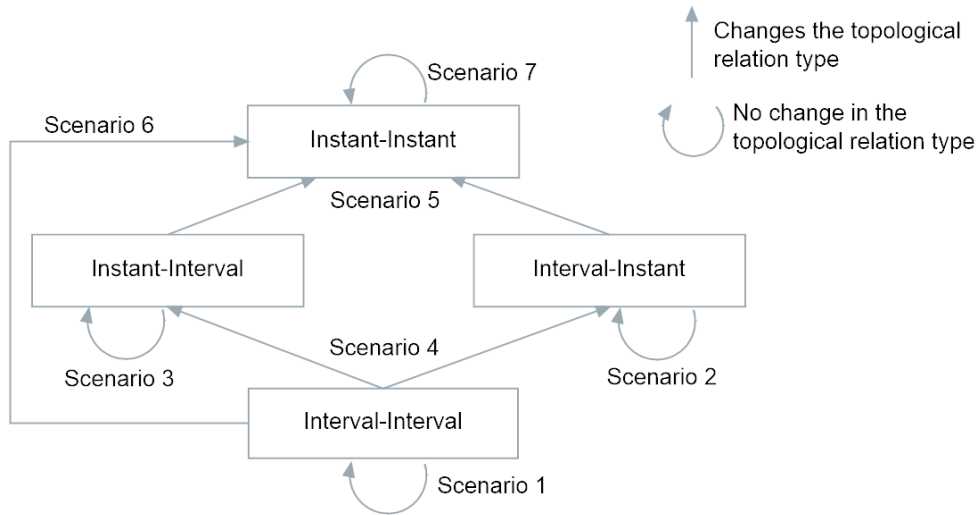 Changes the topological
relation type
Scenario 7
No change in the
topological relation type
Scenario 6
Instant-Instant
Scenario 5
Instant-Interval
Interval-Instant
Scenario 4
Scenario 3
Scenario 2
Interval-Interval
Scenario 1